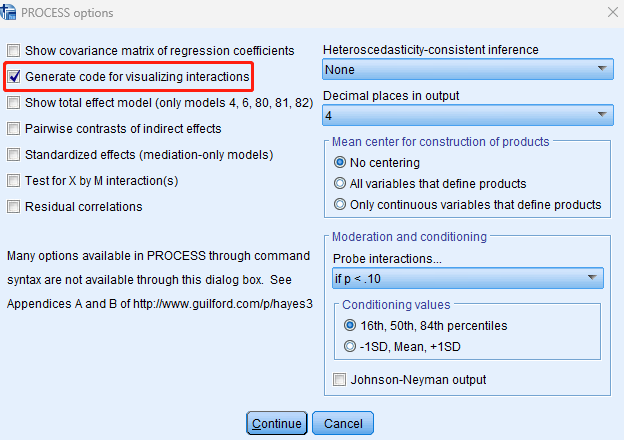 PROCESS options
Show covariance matrix of regression coefficients
Generate code for visualizing interactions
Show total effect model (only models 4, 6, 80, 81, 82)
Pairwise contrasts of indirect effects
Standardized effects (mediation-only models)
Test for X by M interaction(s)
Residual correlations
Many options available in PROCESS through command
syntax are not available through this dialog box. See
Appendices A and B of http://www.guilford.com/p/hayes3
Heteroscedasticity-consistent inference
None
Decimal places in output
4
Mean center for construction of products
No centering
All variables that define products
Only continuous variables that define products
Moderation and conditioning
Probe interactions...
if p < .10
Conditioning values
16th, 50th, 84th percentiles
-1SD, Mean, +1SD
Johnson-Neyman output
Continue
Cancel